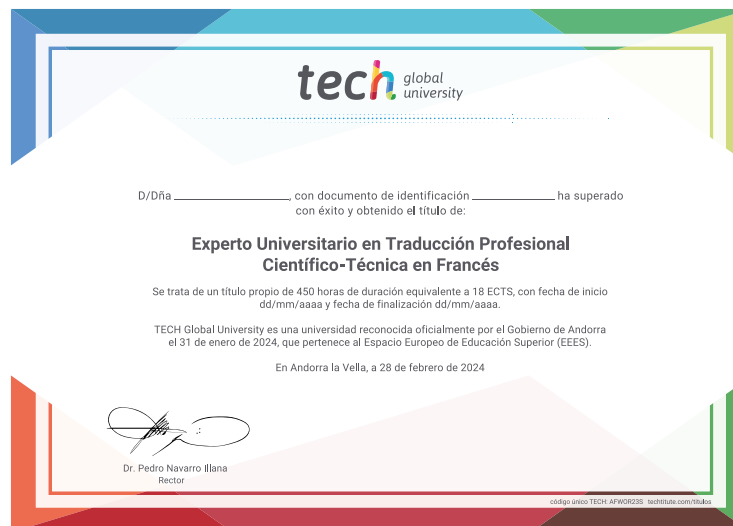 tech global university
D/Dña ____________________, con documento de identificación ______________ ha superado
con éxito y obtenido el título de:
Experto Universitario en Traducción Profesional
Científico-Técnica en Francés
Se trata de un título propio de 450 horas de duración equivalente a 18 ECTS, con fecha de inicio
dd/mm/aaaa y fecha de finalización dd/mm/aaaa.
TECH Global University es una universidad reconocida oficialmente por el Gobierno de Andorra
el 31 de enero de 2024, que pertenece al Espacio Europeo de Educación Superior (EEES).
En Andorra la Vella, a 28 de febrero de 2024
Dr. Pedro Navarro Illana
Rector
código único TECH: AFWOR23S techtitute.com/titulos